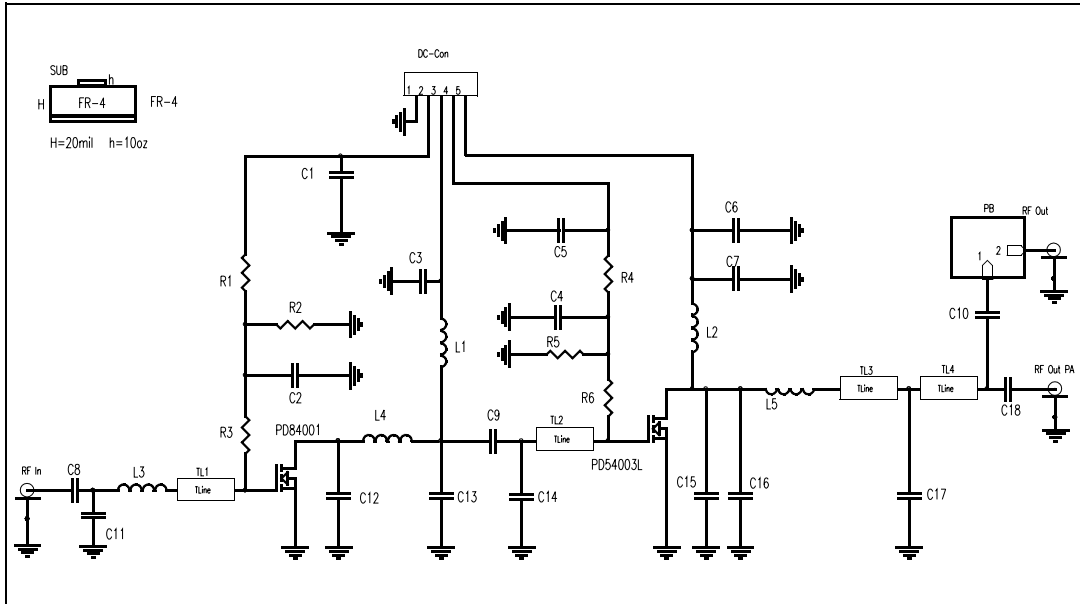 DC-Con
1 2 3 4 5
SUB
h
H
FR-4
FR-4
H=20mil h=10oz
C1
R1
R2
C2
R3
PD84001
RF In
C8
L3
TL1
TLine
C11
C3
L1
L4
C12
C13
C9
C14
TL2
TLine
C5
R4
C4
R5
R6
PD54003L
C6
C7
L2
C15
C16
L5
TL3
TLine
C17
TL4
TLine
PB
1
2
RF Out
C10
RF Out PA
C18